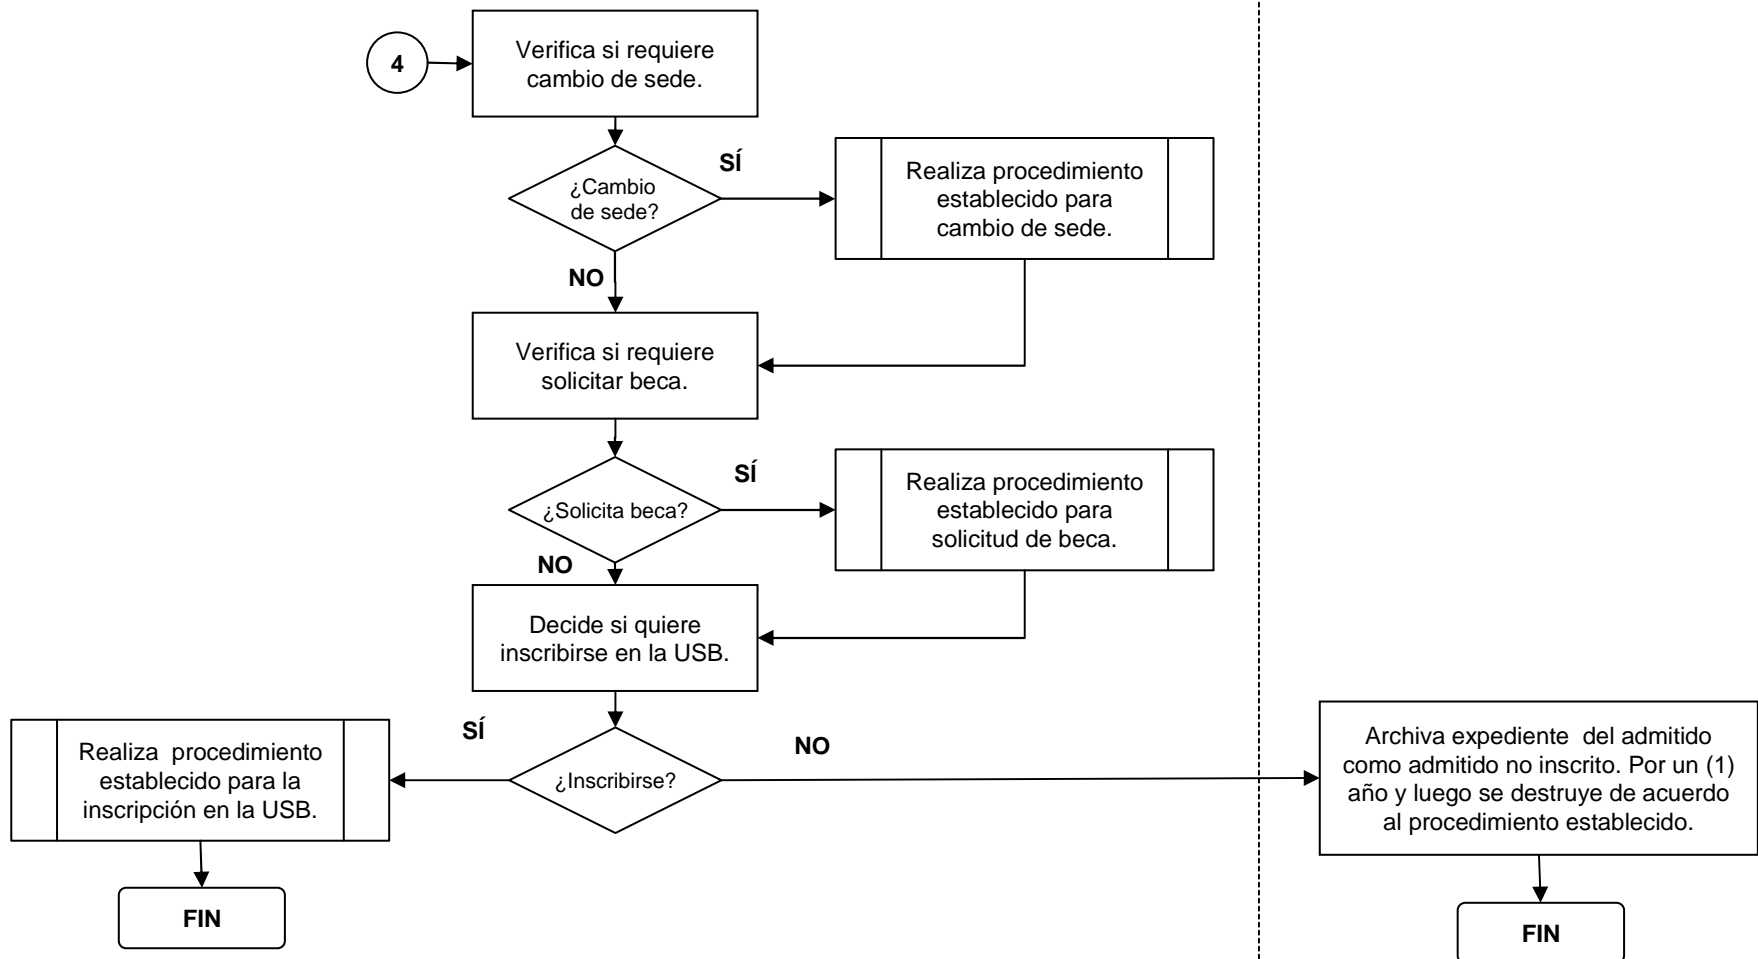 4
Verifica si requiere
cambio de sede.
¿Cambio
de sede?
SÍ
Realiza procedimiento
establecido para
cambio de sede.
NO
Verifica si requiere
solicitar beca.
¿Solicita beca?
SÍ
Realiza procedimiento
establecido para
solicitud de beca.
NO
Decide si quiere
inscribirse en la USB.
¿Inscribirse?
SÍ
Realiza procedimiento
establecido para la
inscripción en la USB.
FIN
NO
Archiva expediente del admitido
como admitido no inscrito. Por un (1)
año y luego se destruye de acuerdo
al procedimiento establecido.
FIN